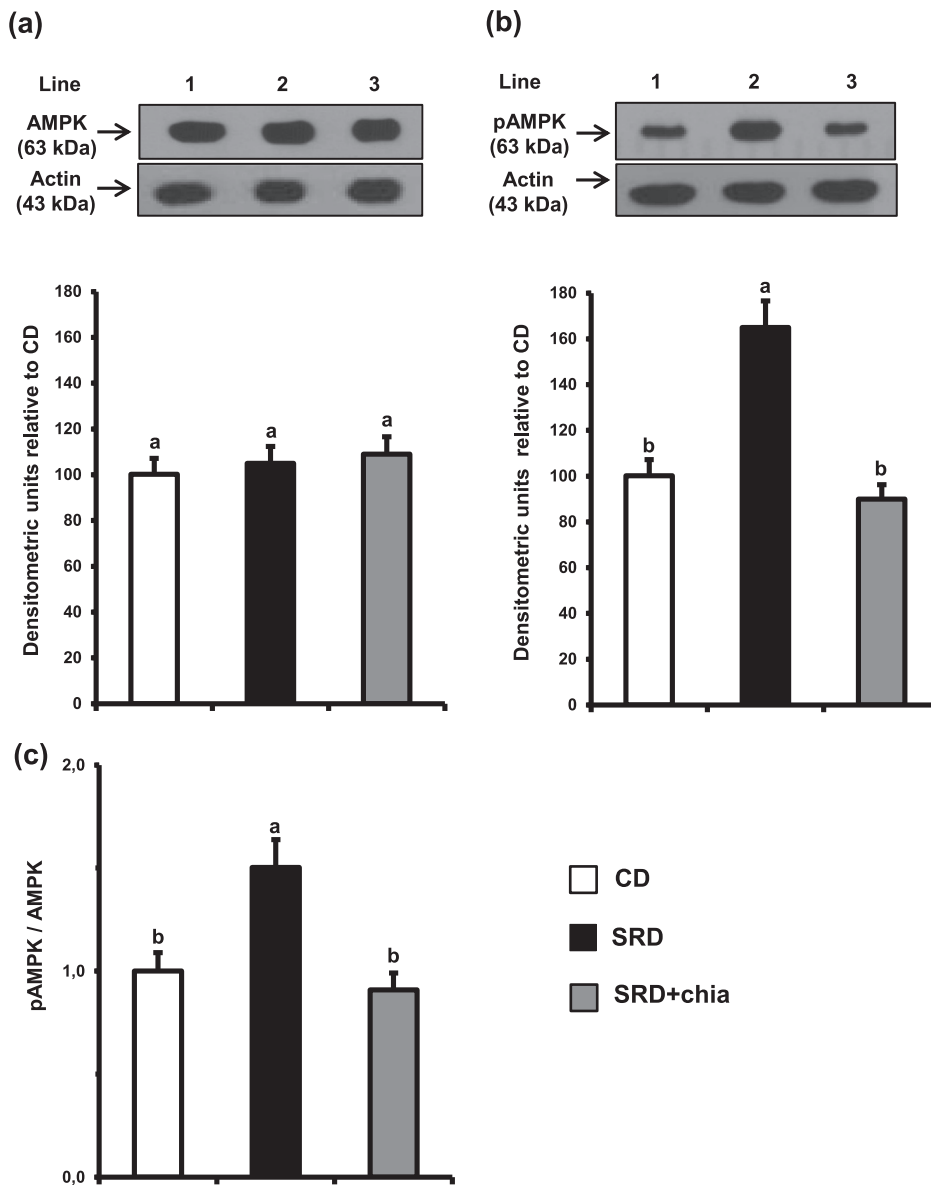 (a)
Line 1 2 3
AMPK
(63 kDa)
Actin
(43 kDa)
Densitometric units relative to CD
180
160
140
120
100
80
60
40
20
0
a
a
a
(b)
Line 1 2 3
pAMPK
(63 kDa)
Actin
(43 kDa)
Densitometric units relative to CD
180
160
140
120
100
80
60
40
20
0
b
a
b
(c)
pAMPK / AMPK
2,0
1,0
0,0
b
a
b
CD
SRD
SRD+chia